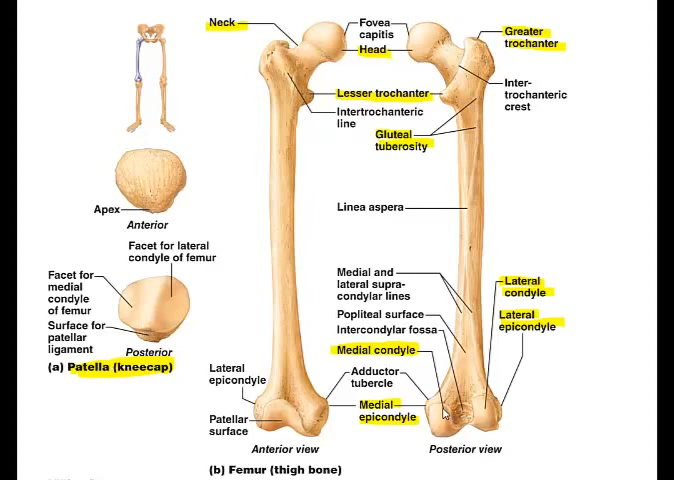 Neck
Fovea
capitis
Head
Greater
trochanter
Lesser trochanter
Inter-
trochanteric
crest
Intertrochanteric
line
Gluteal
tuberosity
Apex
Anterior
Linea aspera
Facet for lateral
condyle of femur
Facet for
medial
condyle
of femur
Surface for
patellar
ligament
Posterior
(a) Patella (kneecap)
Medial and
lateral supra-
condylar lines
Popliteal surface
Intercondylar fossa
Medial condyle
Lateral
condyle
Lateral
epicondyle
Lateral
epicondyle
Adductor
tubercle
Medial
epicondyle
Patellar
surface
Anterior view
Posterior view
(b) Femur (thigh bone)